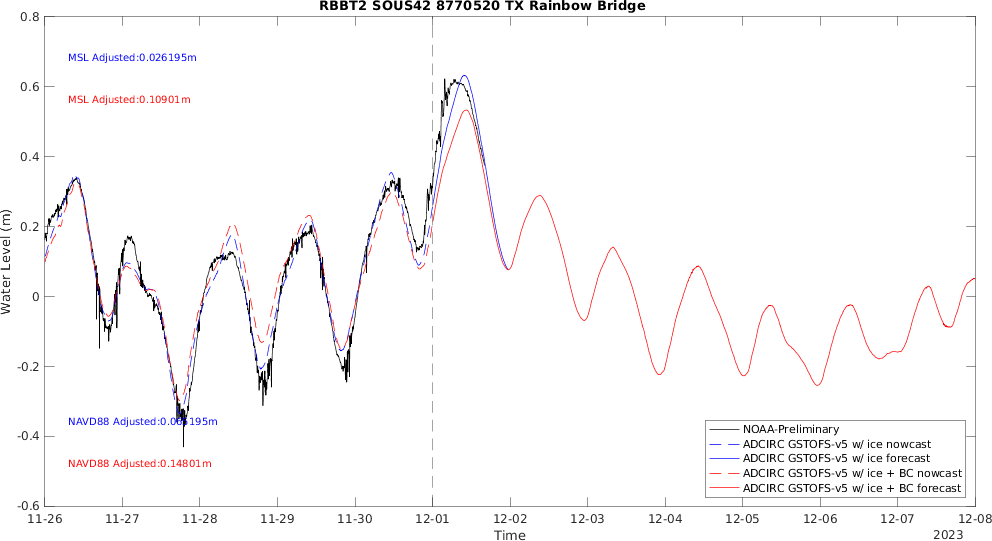 RBBT2 SOUS42 8770520 TX Rainbow Bridge
0.8
0.6
0.4
0.2
0
-0.2
-0.4
-0.6
Water Level (m)
MSL Adjusted:0.026195m
MSL Adjusted:0.10901m
NAVD88 Adjusted:
NAVD88 Adjusted:0.14801m
NOAA-Preliminary
ADCIRC GSTOFS-v5 w/ ice nowcast
ADCIRC GSTOFS-v5 w/ ice forecast
ADCIRC GSTOFS-v5 w/ ice + BC nowcast
ADCIRC GSTOFS-v5 w/ ice + BC forecast
11-26 11-27 11-28 11-29 11-30 12-01 12-02 12-03 12-04 12-05 12-06 12-07 12-08
Time
2023